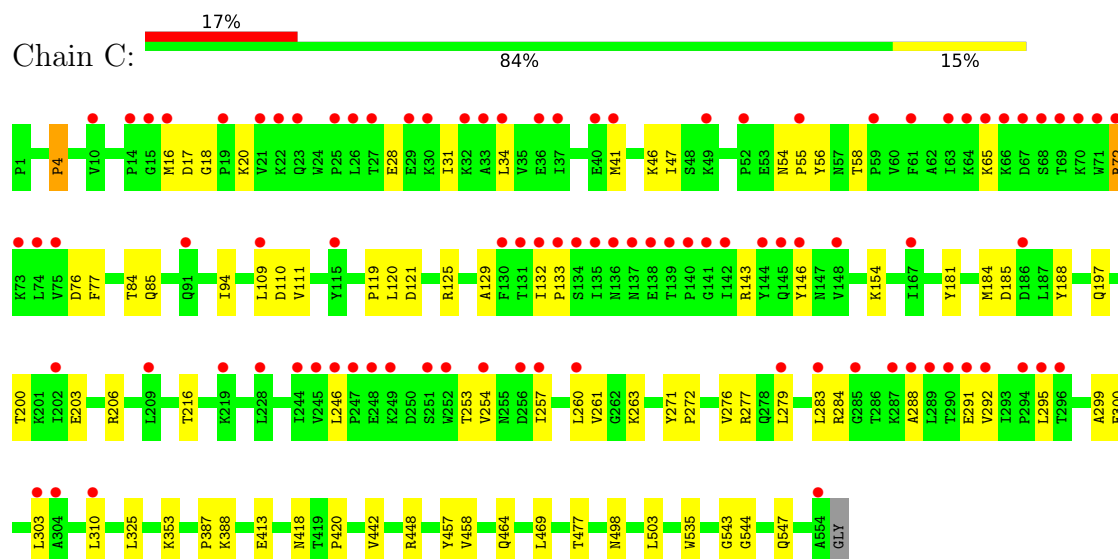 17%
Chain C:
84% 15%
P1 P4 V10 P14 G15 M16 D17 G18 P19 K20 V21 K22 Q23 W24 P25 L26 T27 E28 E29 K30 I31 K32 A33 L34 V35 E36 I37 E40 M41 K46 I47 S48 K49 P52 E53 N54 P55 Y56 N57 T58 P59 V60 F61 A62 I63 K64 K65 K66 D67 S68 T69 K70 W71 R72
K73 L74 V75 D76 F77 T84 Q85 Q91 I94 L109 D110 V111 Y115 P119 L120 D121 R125 A129 F130 T131 I132 P133 S134 I135 N136 N137 E138 T139 P140 G141 I142 R143 Y144 Q145 Y146 N147 V148 K154 I167 Y181 M184 D185 D186 L187 Y188 Q197
T200 K201 I202 E203 R206 L209 T216 K219 L228 I244 V245 L246 P247 E248 K249 D250 S251 W252 T253 V254 N255 D256 I257 L260 V261 G262 K263 Y271 P272 V276 R277 Q278 L279 L283 R284 G285 T286 K287 A288 L289 T290 E291 V292 I293 P294 L295 T296 A299 E300
L303 A304 L310 L325 K353 P387 K388 E413 N418 T419 P420 V442 R448 Y457 V458 Q464 L469 T477 N498 L503 W535 G543 G544 Q547 A554 GLY